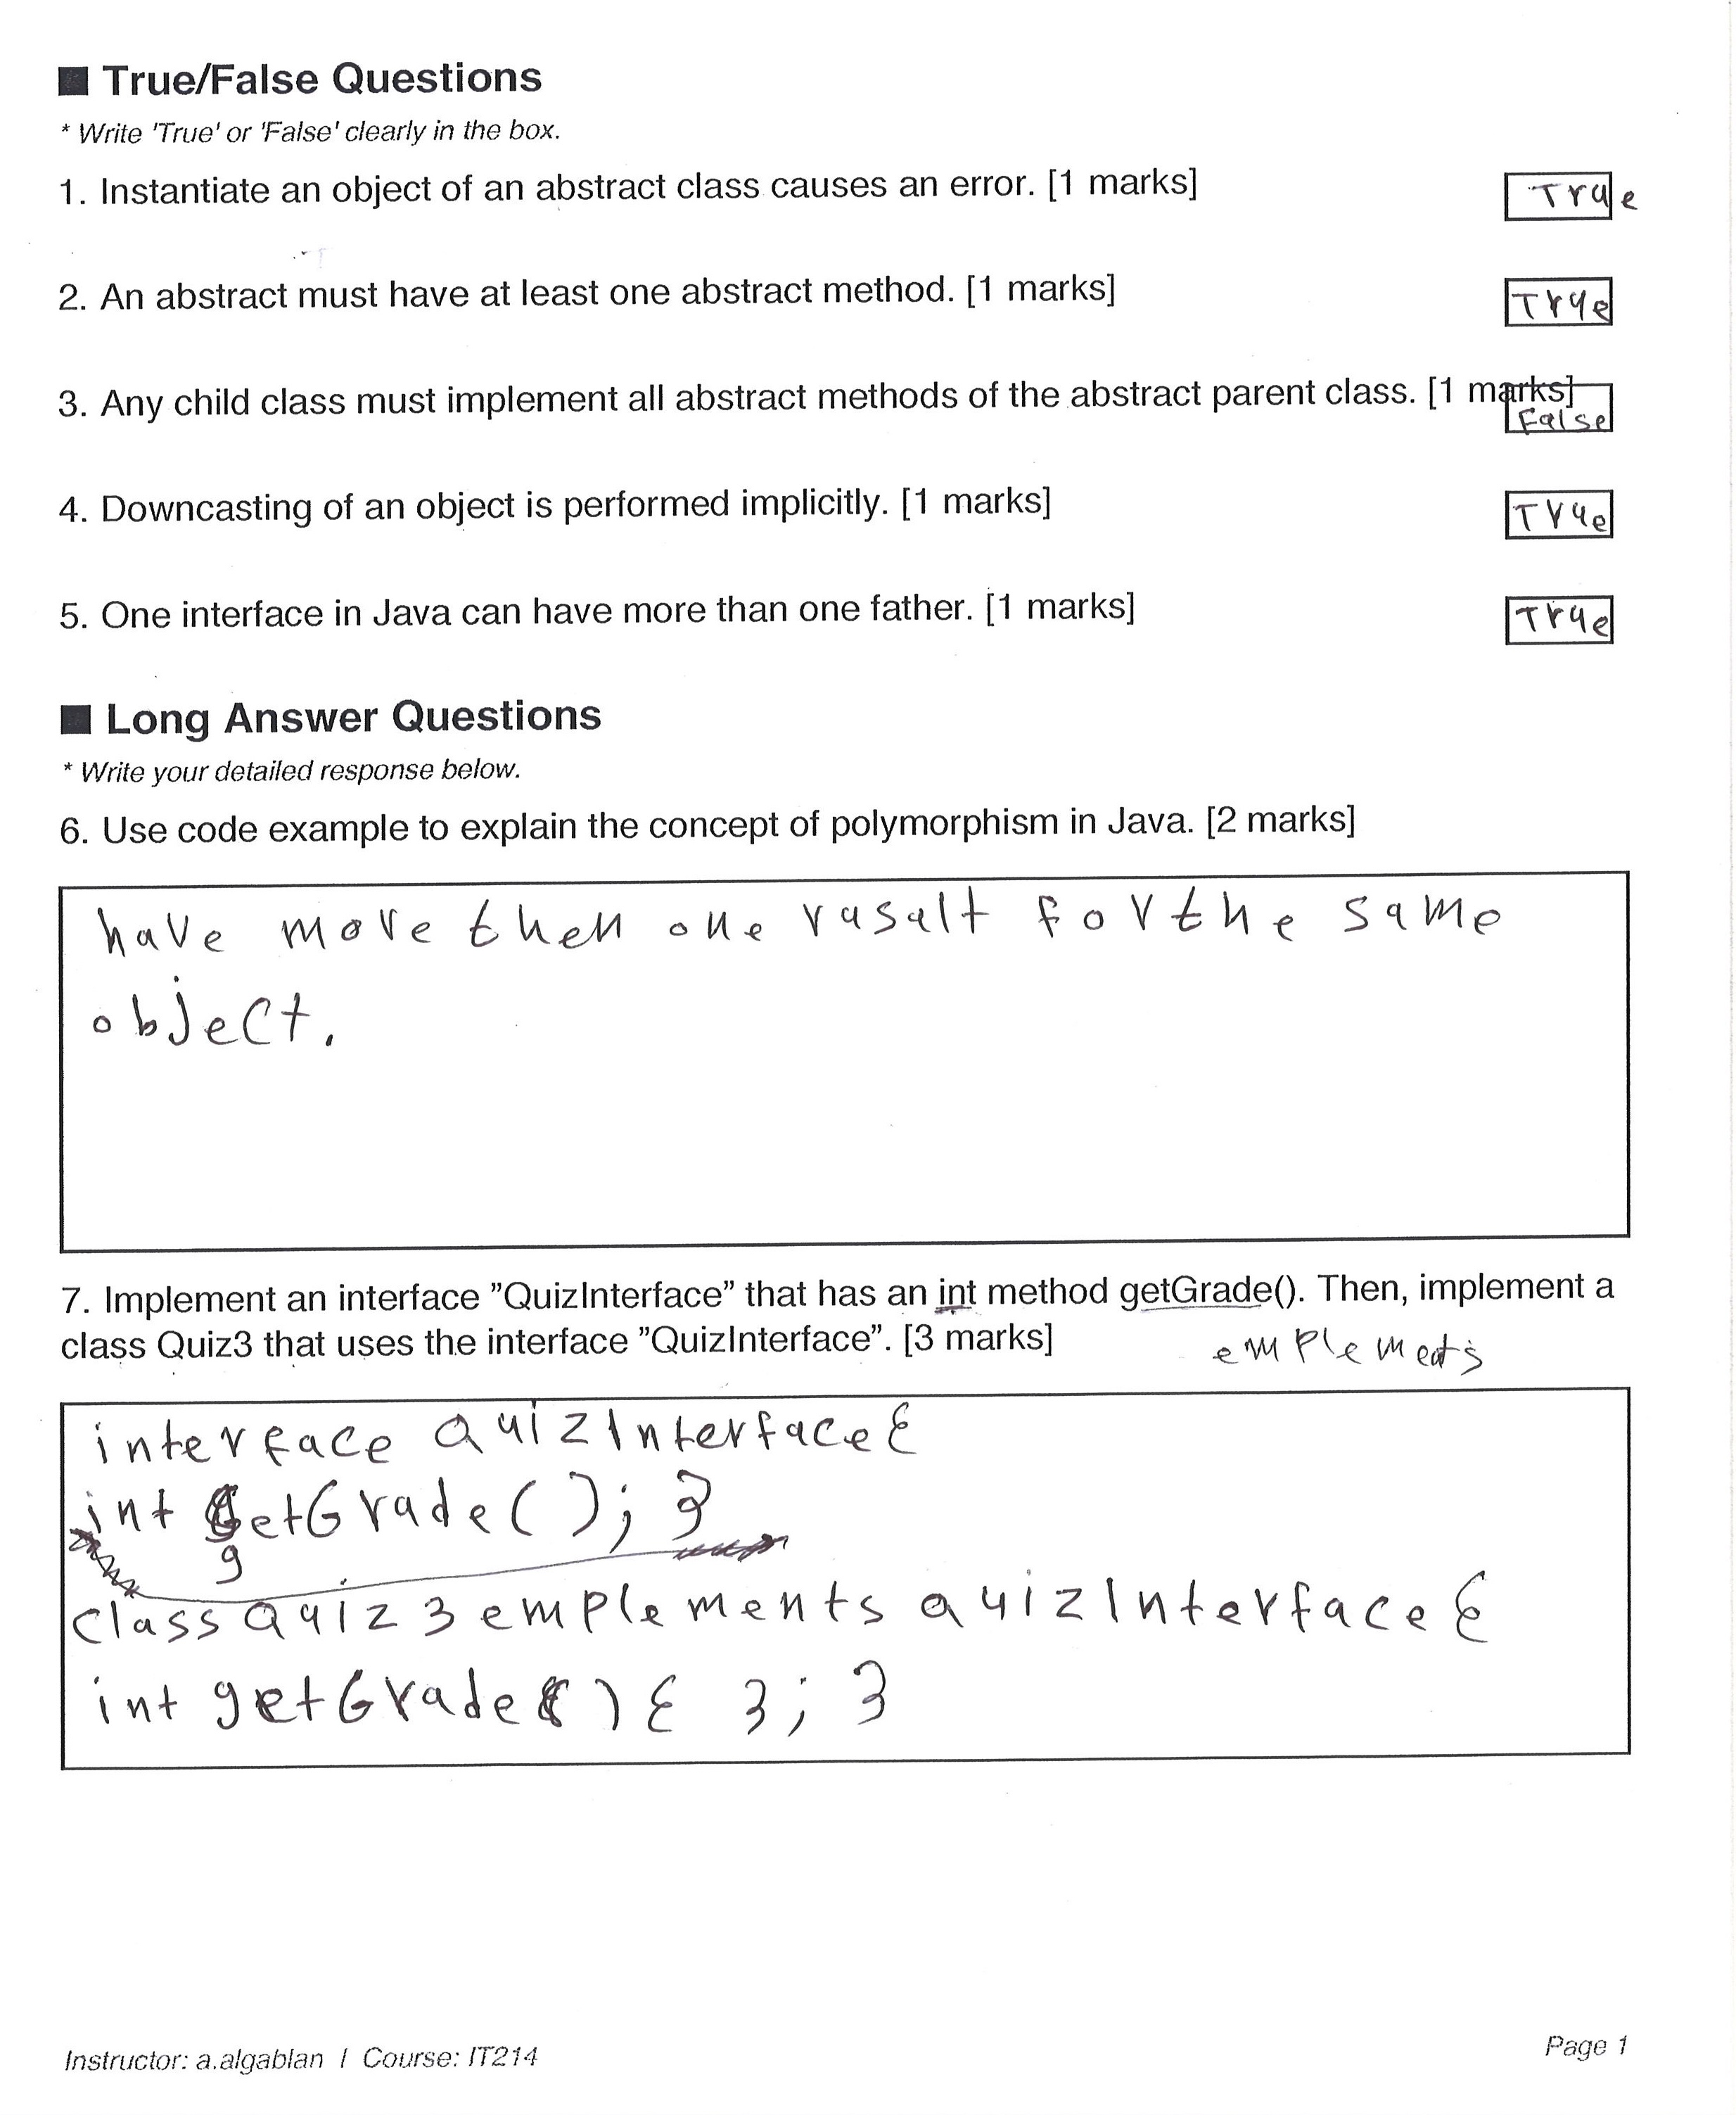 ■ True/False Questions
* Write 'True' or 'False' clearly in the box.
1. Instantiate an object of an abstract class causes an error. [1 marks] True
2. An abstract must have at least one abstract method. [1 marks] True
3. Any child class must implement all abstract methods of the abstract parent class. [1 marks] False
4. Downcasting of an object is performed implicitly. [1 marks] True
5. One interface in Java can have more than one father. [1 marks] True
■ Long Answer Questions
* Write your detailed response below.
6. Use code example to explain the concept of polymorphism in Java. [2 marks]
have more then one rusalt for the same
object.
7. Implement an interface ”QuizInterface” that has an int method getGrade(). Then, implement a
class Quiz3 that uses the interface ”QuizInterface”. [3 marks]
emplements
interface QuizInterface{
int getGrade(); }
g
class Quiz3 emplements quizInterface{
int getGrade() { }; }
Instructor: a.algablan / Course: IT214
Page 1